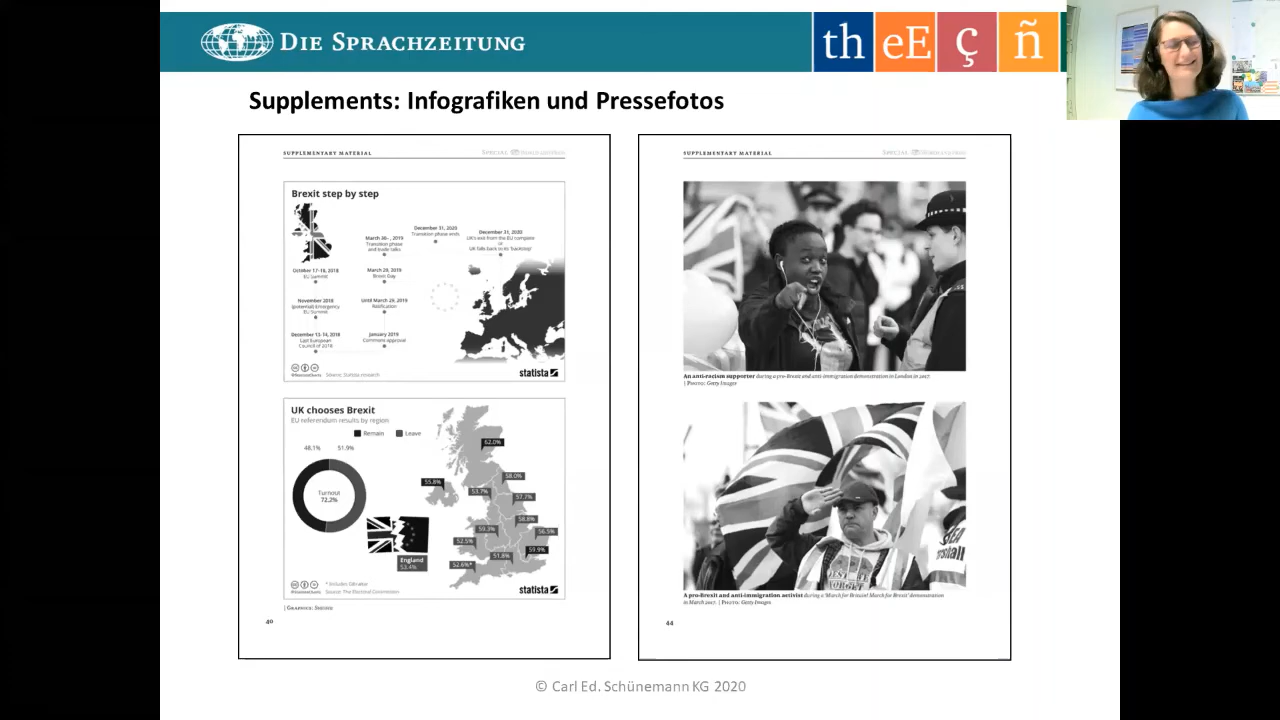 DIE SPRACHZEITUNG
th eE ç ñ
Supplements: Infografiken und Pressefotos
SUPPLEMENTARY MATERIAL
Brexit step by step
December 31, 2020
Transition phase ends
December 31, 2020
UK's exit from the EU complete
or
UK falls back to its 'backstop'
Transition phase
and trade talks
October 17-18, 2018
EU Summit
March 29, 2019
Brexit Day
November 2018
(potential) Emergency
EU Summit
Until March 29, 2019
Ratification
December 13-14, 2018
Last European
Council of 2018
January 2019
Commons approval
Source: Statista research
statista
UK chooses Brexit
EU referendum results by region
Remain Leave
48.1% 51.9%
Turnout
72.2%
62.0%
55.8%
58.0%
53.7%
57.7%
58.8%
59.3%
56.5%
52.5%
59.9%
51.8%
52.6%*
England
53.4%
* Includes Gibraltar
Source: The Electoral Commission
statista
| GRAPHICS: Statista
40
SUPPLEMENTARY MATERIAL
An anti-racism supporter during a pro-Brexit and anti-immigration demonstration in London in 2017.
| PHOTO: Getty Images
A pro-Brexit and anti-immigration activist during a 'March for Britain! March for Brexit' demonstration
in March 2017. | PHOTO: Getty Images
44
© Carl Ed. Schünemann KG 2020